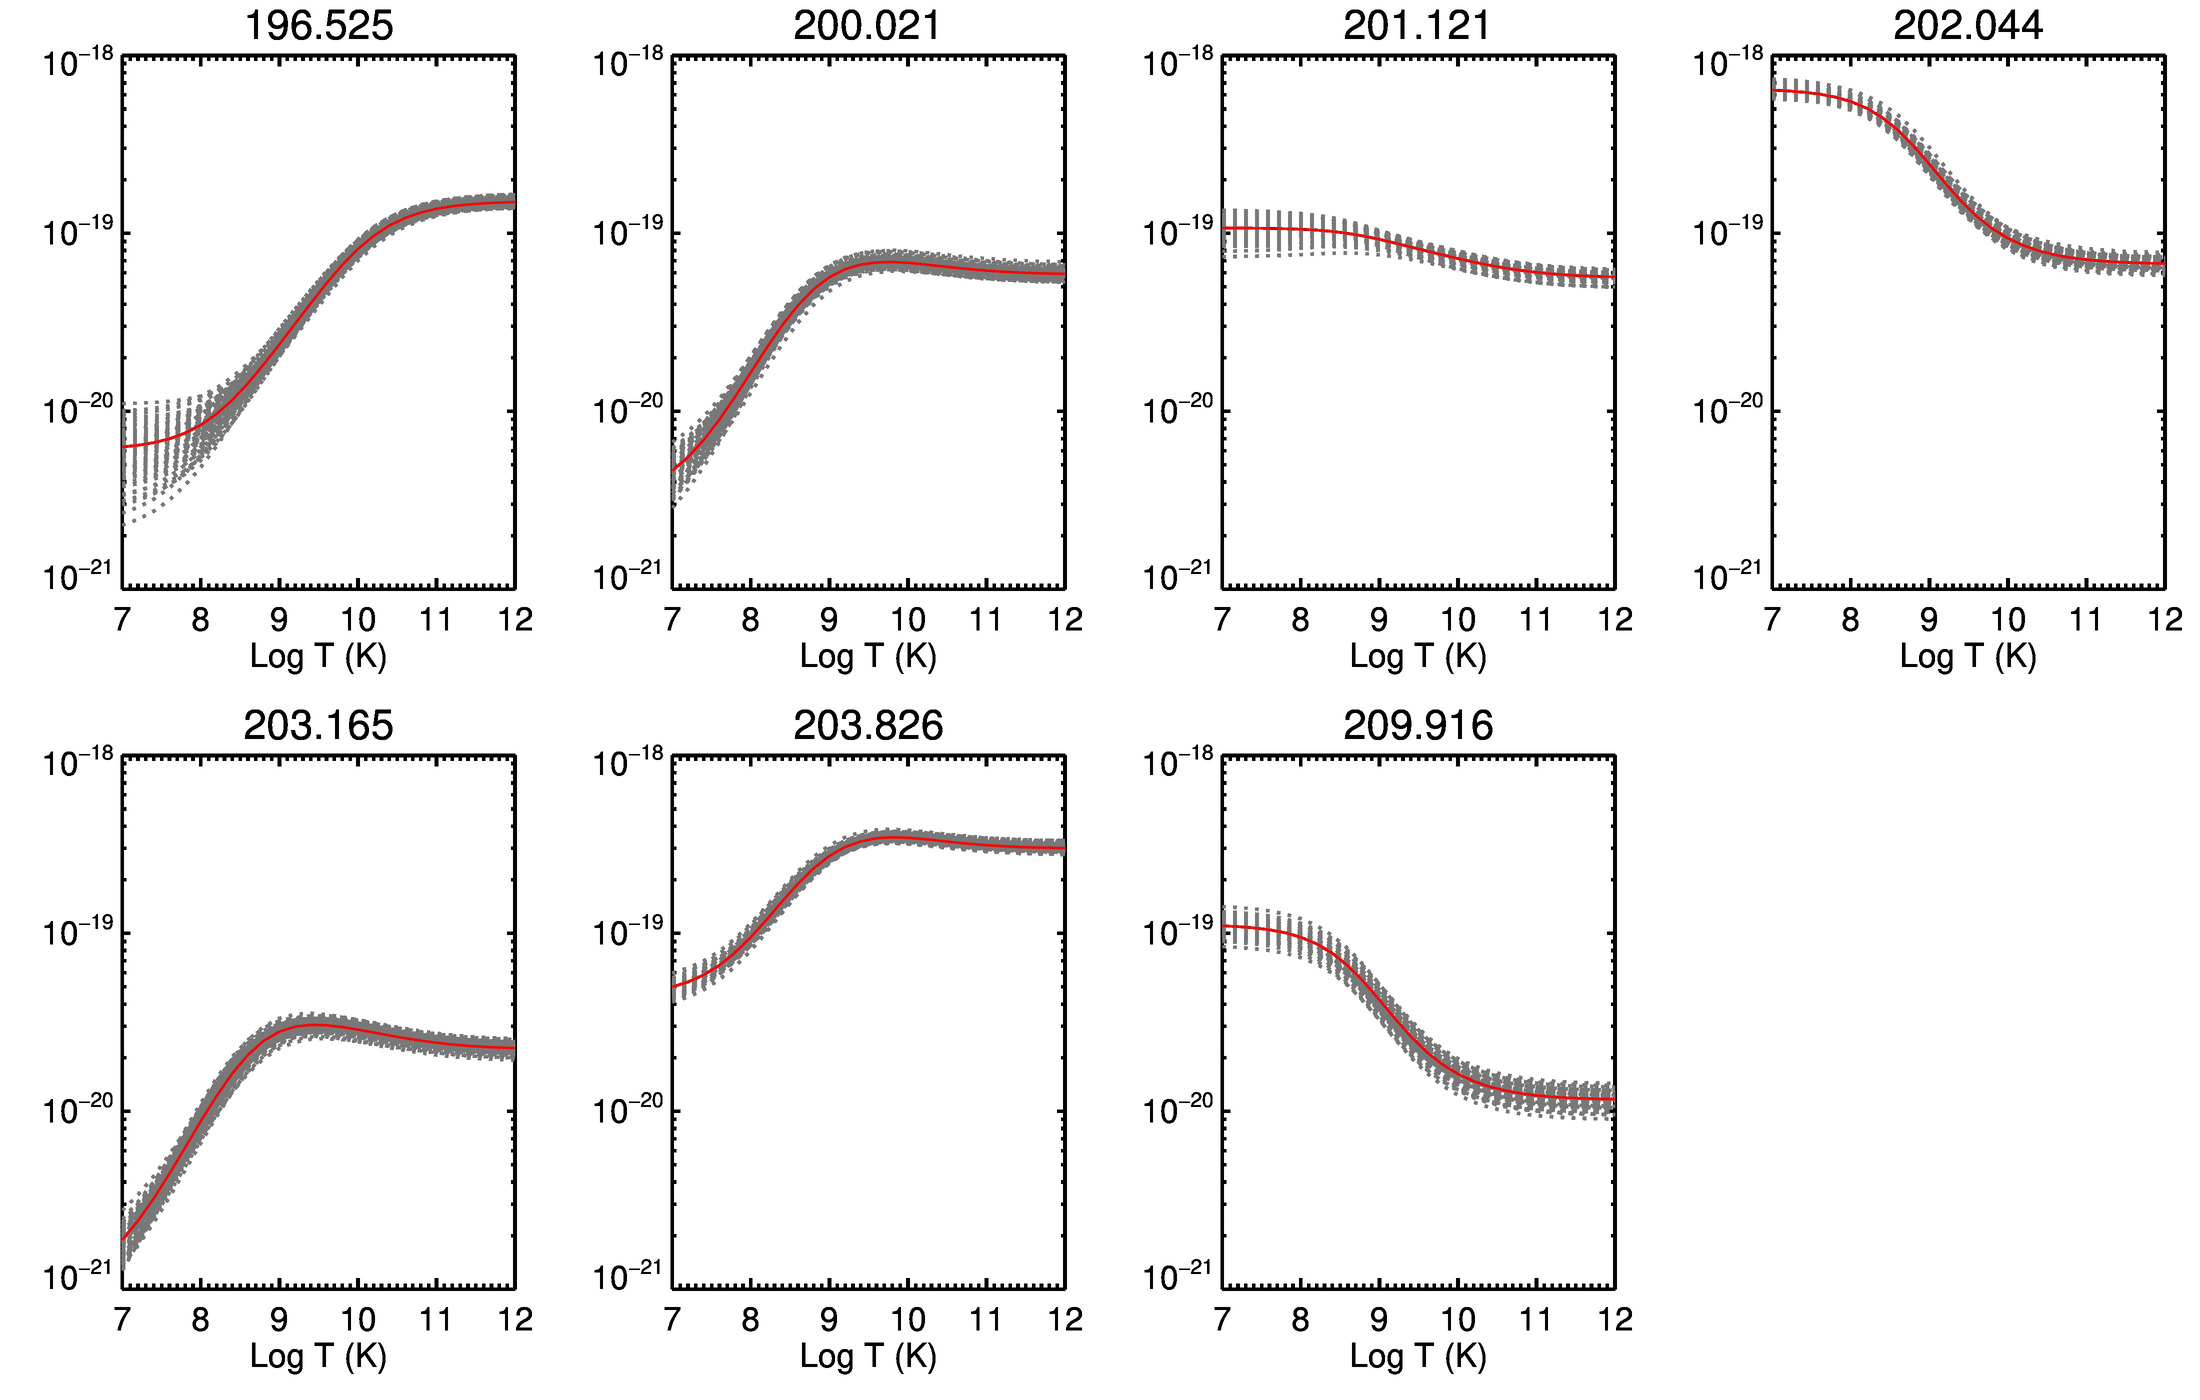 196.525
200.021
201.121
202.044
10⁻¹⁸ 10⁻¹⁸ 10⁻¹⁸ 10⁻¹⁸
10⁻¹⁹ 10⁻¹⁹ 10⁻¹⁹ 10⁻¹⁹
10⁻²⁰ 10⁻²⁰ 10⁻²⁰ 10⁻²⁰
10⁻²¹ 10⁻²¹ 10⁻²¹ 10⁻²¹
7 8 9 10 11 12
7 8 9 10 11 12
7 8 9 10 11 12
7 8 9 10 11 12
Log T (K)
Log T (K)
Log T (K)
Log T (K)
203.165
203.826
209.916
10⁻¹⁸ 10⁻¹⁸ 10⁻¹⁸
10⁻¹⁹ 10⁻¹⁹ 10⁻¹⁹
10⁻²⁰ 10⁻²⁰ 10⁻²⁰
10⁻²¹ 10⁻²¹ 10⁻²¹
7 8 9 10 11 12
7 8 9 10 11 12
7 8 9 10 11 12
Log T (K)
Log T (K)
Log T (K)